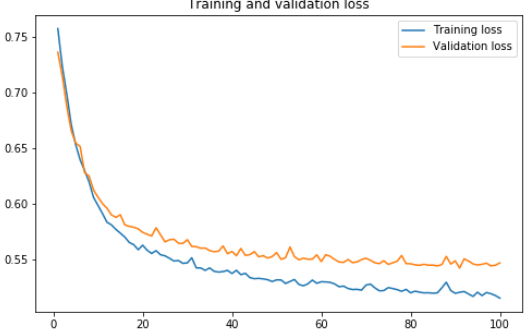 Training and validation loss
Training loss
Validation loss
0.75
0.70
0.65
0.60
0.55
0 20 40 60 80 100